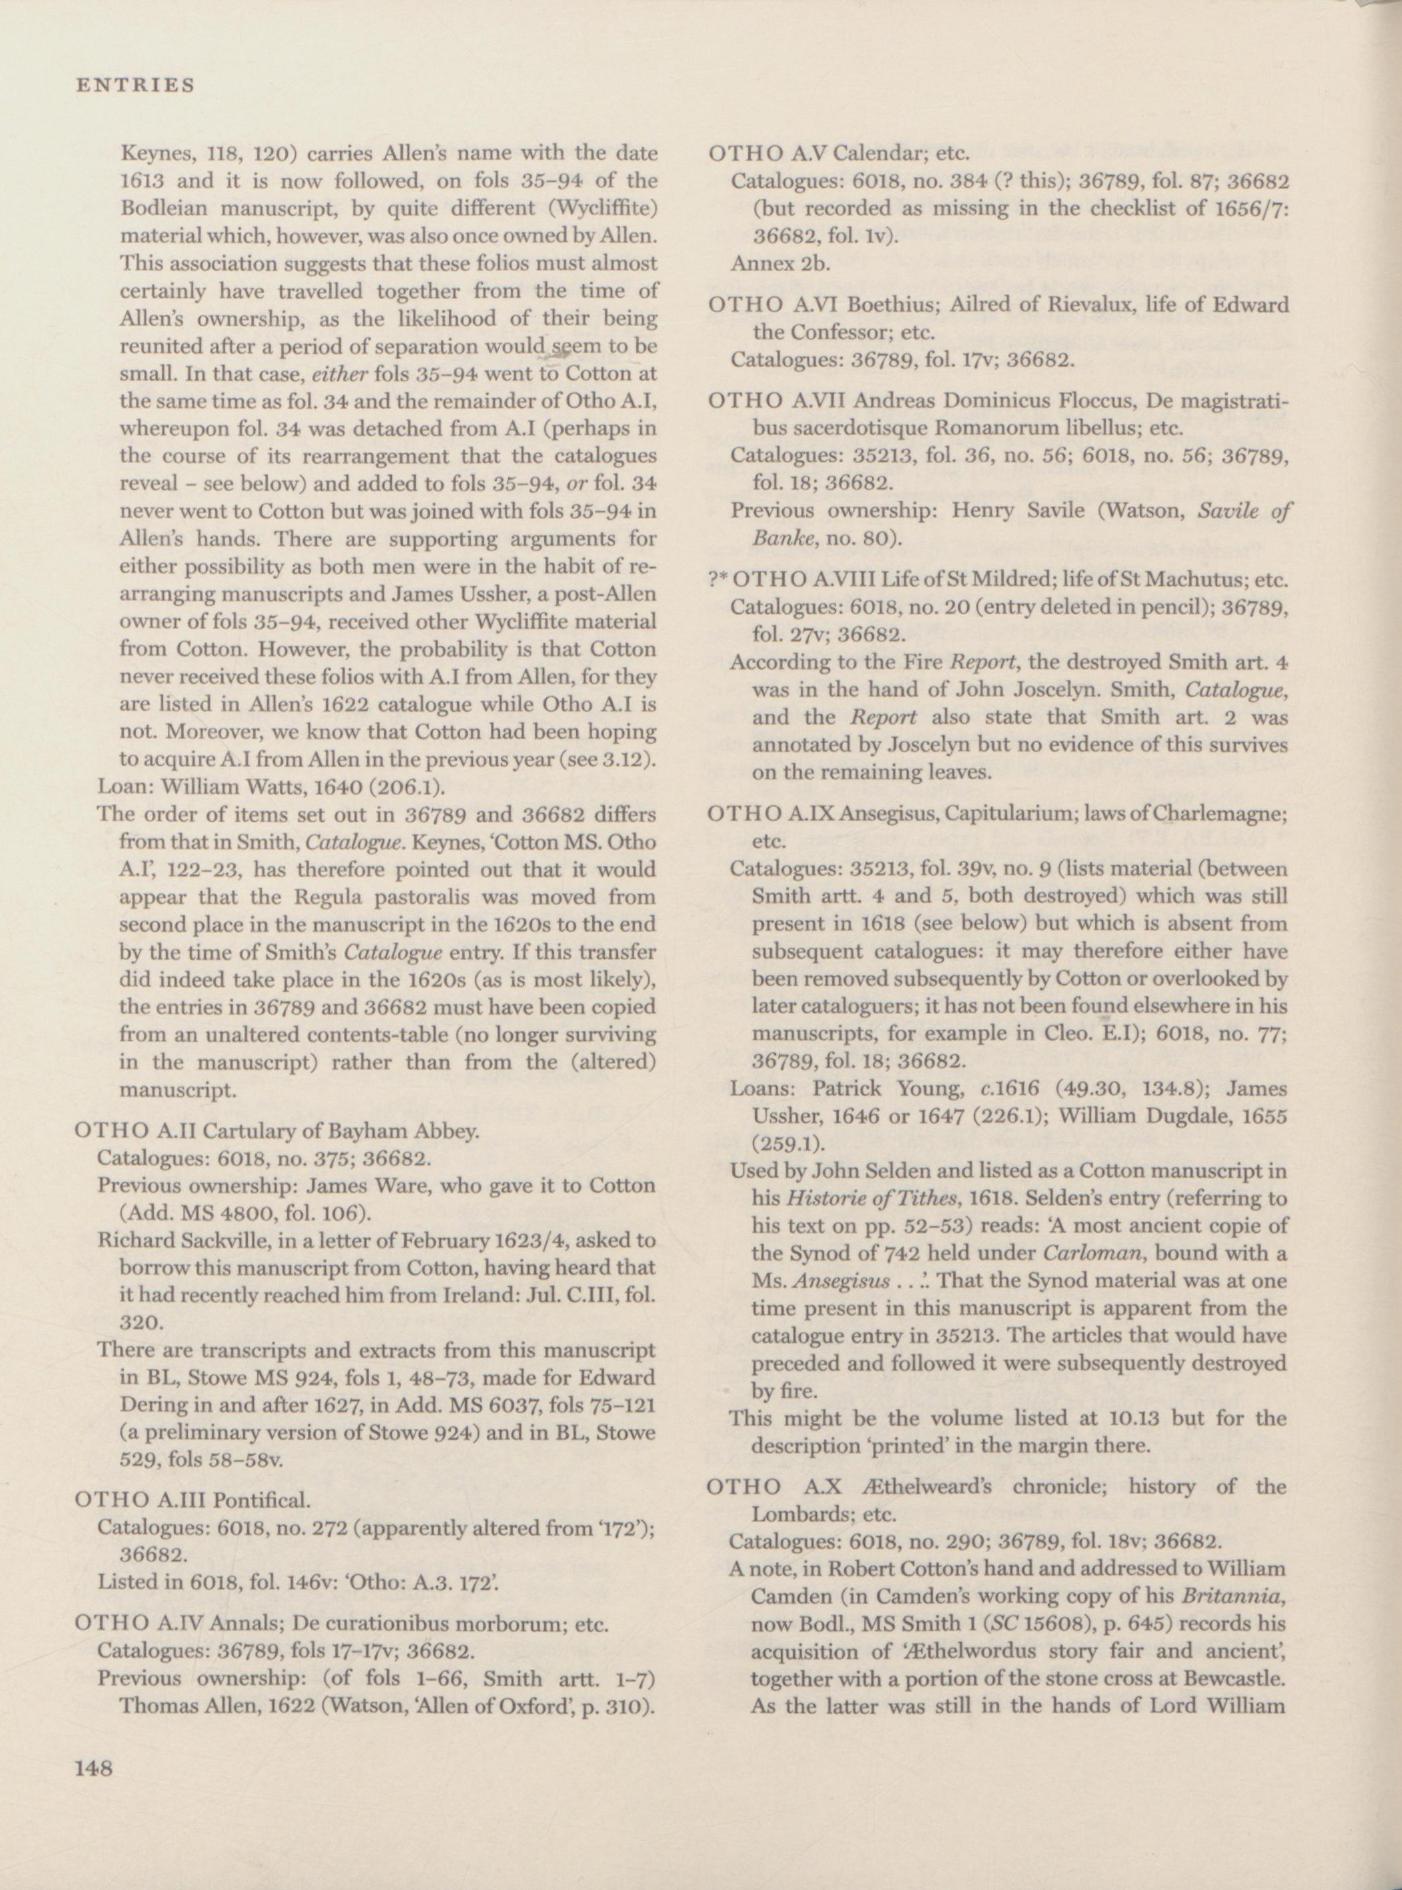 ENTRIES
Keynes, 118, 120) carries Allen's name with the date
1613 and it is now followed, on fols 35–94 of the
Bodleian manuscript, by quite different (Wycliffite)
material which, however, was also once owned by Allen.
This association suggests that these folios must almost
certainly have travelled together from the time of
Allen's ownership, as the likelihood of their being
reunited after a period of separation would seem to be
small. In that case, either fols 35–94 went to Cotton at
the same time as fol. 34 and the remainder of Otho A.I,
whereupon fol. 34 was detached from A.I (perhaps in
the course of its rearrangement that the catalogues
reveal – see below) and added to fols 35–94, or fol. 34
never went to Cotton but was joined with fols 35–94 in
Allen's hands. There are supporting arguments for
either possibility as both men were in the habit of re-
arranging manuscripts and James Ussher, a post-Allen
owner of fols 35–94, received other Wycliffite material
from Cotton. However, the probability is that Cotton
never received these folios with A.I from Allen, for they
are listed in Allen's 1622 catalogue while Otho A.I is
not. Moreover, we know that Cotton had been hoping
to acquire A.I from Allen in the previous year (see 3.12).
Loan: William Watts, 1640 (206.1).
The order of items set out in 36789 and 36682 differs
from that in Smith, Catalogue. Keynes, 'Cotton MS. Otho
A.I', 122–23, has therefore pointed out that it would
appear that the Regula pastoralis was moved from
second place in the manuscript in the 1620s to the end
by the time of Smith's Catalogue entry. If this transfer
did indeed take place in the 1620s (as is most likely),
the entries in 36789 and 36682 must have been copied
from an unaltered contents-table (no longer surviving
in the manuscript) rather than from the (altered)
manuscript.
OTHO A.II Cartulary of Bayham Abbey.
Catalogues: 6018, no. 375; 36682.
Previous ownership: James Ware, who gave it to Cotton
(Add. MS 4800, fol. 106).
Richard Sackville, in a letter of February 1623/4, asked to
borrow this manuscript from Cotton, having heard that
it had recently reached him from Ireland: Jul. C.III, fol.
320.
There are transcripts and extracts from this manuscript
in BL, Stowe MS 924, fols 1, 48–73, made for Edward
Dering in and after 1627, in Add. MS 6037, fols 75–121
(a preliminary version of Stowe 924) and in BL, Stowe
529, fols 58–58v.
OTHO A.III Pontifical.
Catalogues: 6018, no. 272 (apparently altered from '172');
36682.
Listed in 6018, fol. 146v: 'Otho: A.3. 172'.
OTHO A.IV Annals; De curationibus morborum; etc.
Catalogues: 36789, fols 17–17v; 36682.
Previous ownership: (of fols 1–66, Smith artt. 1–7)
Thomas Allen, 1622 (Watson, 'Allen of Oxford', p. 310).
148
OTHO A.V Calendar; etc.
Catalogues: 6018, no. 384 (? this); 36789, fol. 87; 36682
(but recorded as missing in the checklist of 1656/7:
36682, fol. 1v).
Annex 2b.
OTHO A.VI Boethius; Ailred of Rievalux, life of Edward
the Confessor; etc.
Catalogues: 36789, fol. 17v; 36682.
OTHO A.VII Andreas Dominicus Floccus, De magistrati-
bus sacerdotisque Romanorum libellus; etc.
Catalogues: 35213, fol. 36, no. 56; 6018, no. 56; 36789,
fol. 18; 36682.
Previous ownership: Henry Savile (Watson, Savile of
Banke, no. 80).
?* OTHO A.VIII Life of St Mildred; life of St Machutus; etc.
Catalogues: 6018, no. 20 (entry deleted in pencil); 36789,
fol. 27v; 36682.
According to the Fire Report, the destroyed Smith art. 4
was in the hand of John Joscelyn. Smith, Catalogue,
and the Report also state that Smith art. 2 was
annotated by Joscelyn but no evidence of this survives
on the remaining leaves.
OTHO A.IX Ansegisus, Capitularium; laws of Charlemagne;
etc.
Catalogues: 35213, fol. 39v, no. 9 (lists material (between
Smith artt. 4 and 5, both destroyed) which was still
present in 1618 (see below) but which is absent from
subsequent catalogues: it may therefore either have
been removed subsequently by Cotton or overlooked by
later cataloguers; it has not been found elsewhere in his
manuscripts, for example in Cleo. E.I); 6018, no. 77;
36789, fol. 18; 36682.
Loans: Patrick Young, c.1616 (49.30, 134.8); James
Ussher, 1646 or 1647 (226.1); William Dugdale, 1655
(259.1).
Used by John Selden and listed as a Cotton manuscript in
his Historie of Tithes, 1618. Selden's entry (referring to
his text on pp. 52–53) reads: 'A most ancient copie of
the Synod of 742 held under Carloman, bound with a
Ms. Ansegisus . . .'. That the Synod material was at one
time present in this manuscript is apparent from the
catalogue entry in 35213. The articles that would have
preceded and followed it were subsequently destroyed
by fire.
This might be the volume listed at 10.13 but for the
description 'printed' in the margin there.
OTHO A.X Æthelweard's chronicle; history of the
Lombards; etc.
Catalogues: 6018, no. 290; 36789, fol. 18v; 36682.
A note, in Robert Cotton's hand and addressed to William
Camden (in Camden's working copy of his Britannia,
now Bodl., MS Smith 1 (SC 15608), p. 645) records his
acquisition of 'Æthelwordus story fair and ancient',
together with a portion of the stone cross at Bewcastle.
As the latter was still in the hands of Lord William